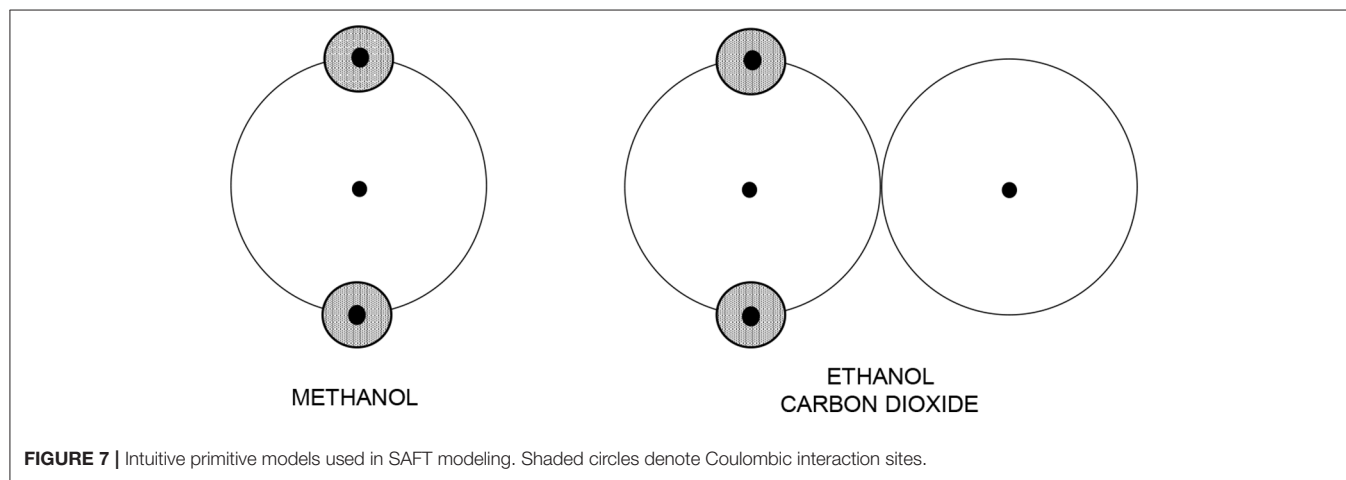 METHANOL
ETHANOL
CARBON DIOXIDE
FIGURE 7 | Intuitive primitive models used in SAFT modeling. Shaded circles denote Coulombic interaction sites.